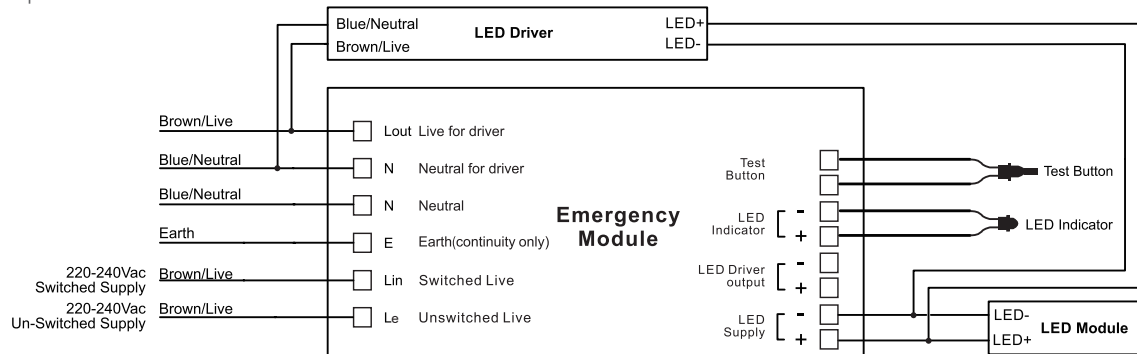 Blue/Neutral
LED Driver
LED+
Brown/Live
LED-
Brown/Live
Lout Live for driver
Blue/Neutral
N Neutral for driver
Blue/Neutral
N Neutral
Earth
E Earth(continuity only)
220-240Vac
Switched Supply
Brown/Live
Lin Switched Live
220-240Vac
Un-Switched Supply
Brown/Live
Le Unswitched Live
Emergency
Module
Test
Button
Test Button
LED
Indicator
-
+
LED Indicator
LED Driver
output
-
+
LED
Supply
-
+
LED-
LED+
LED Module